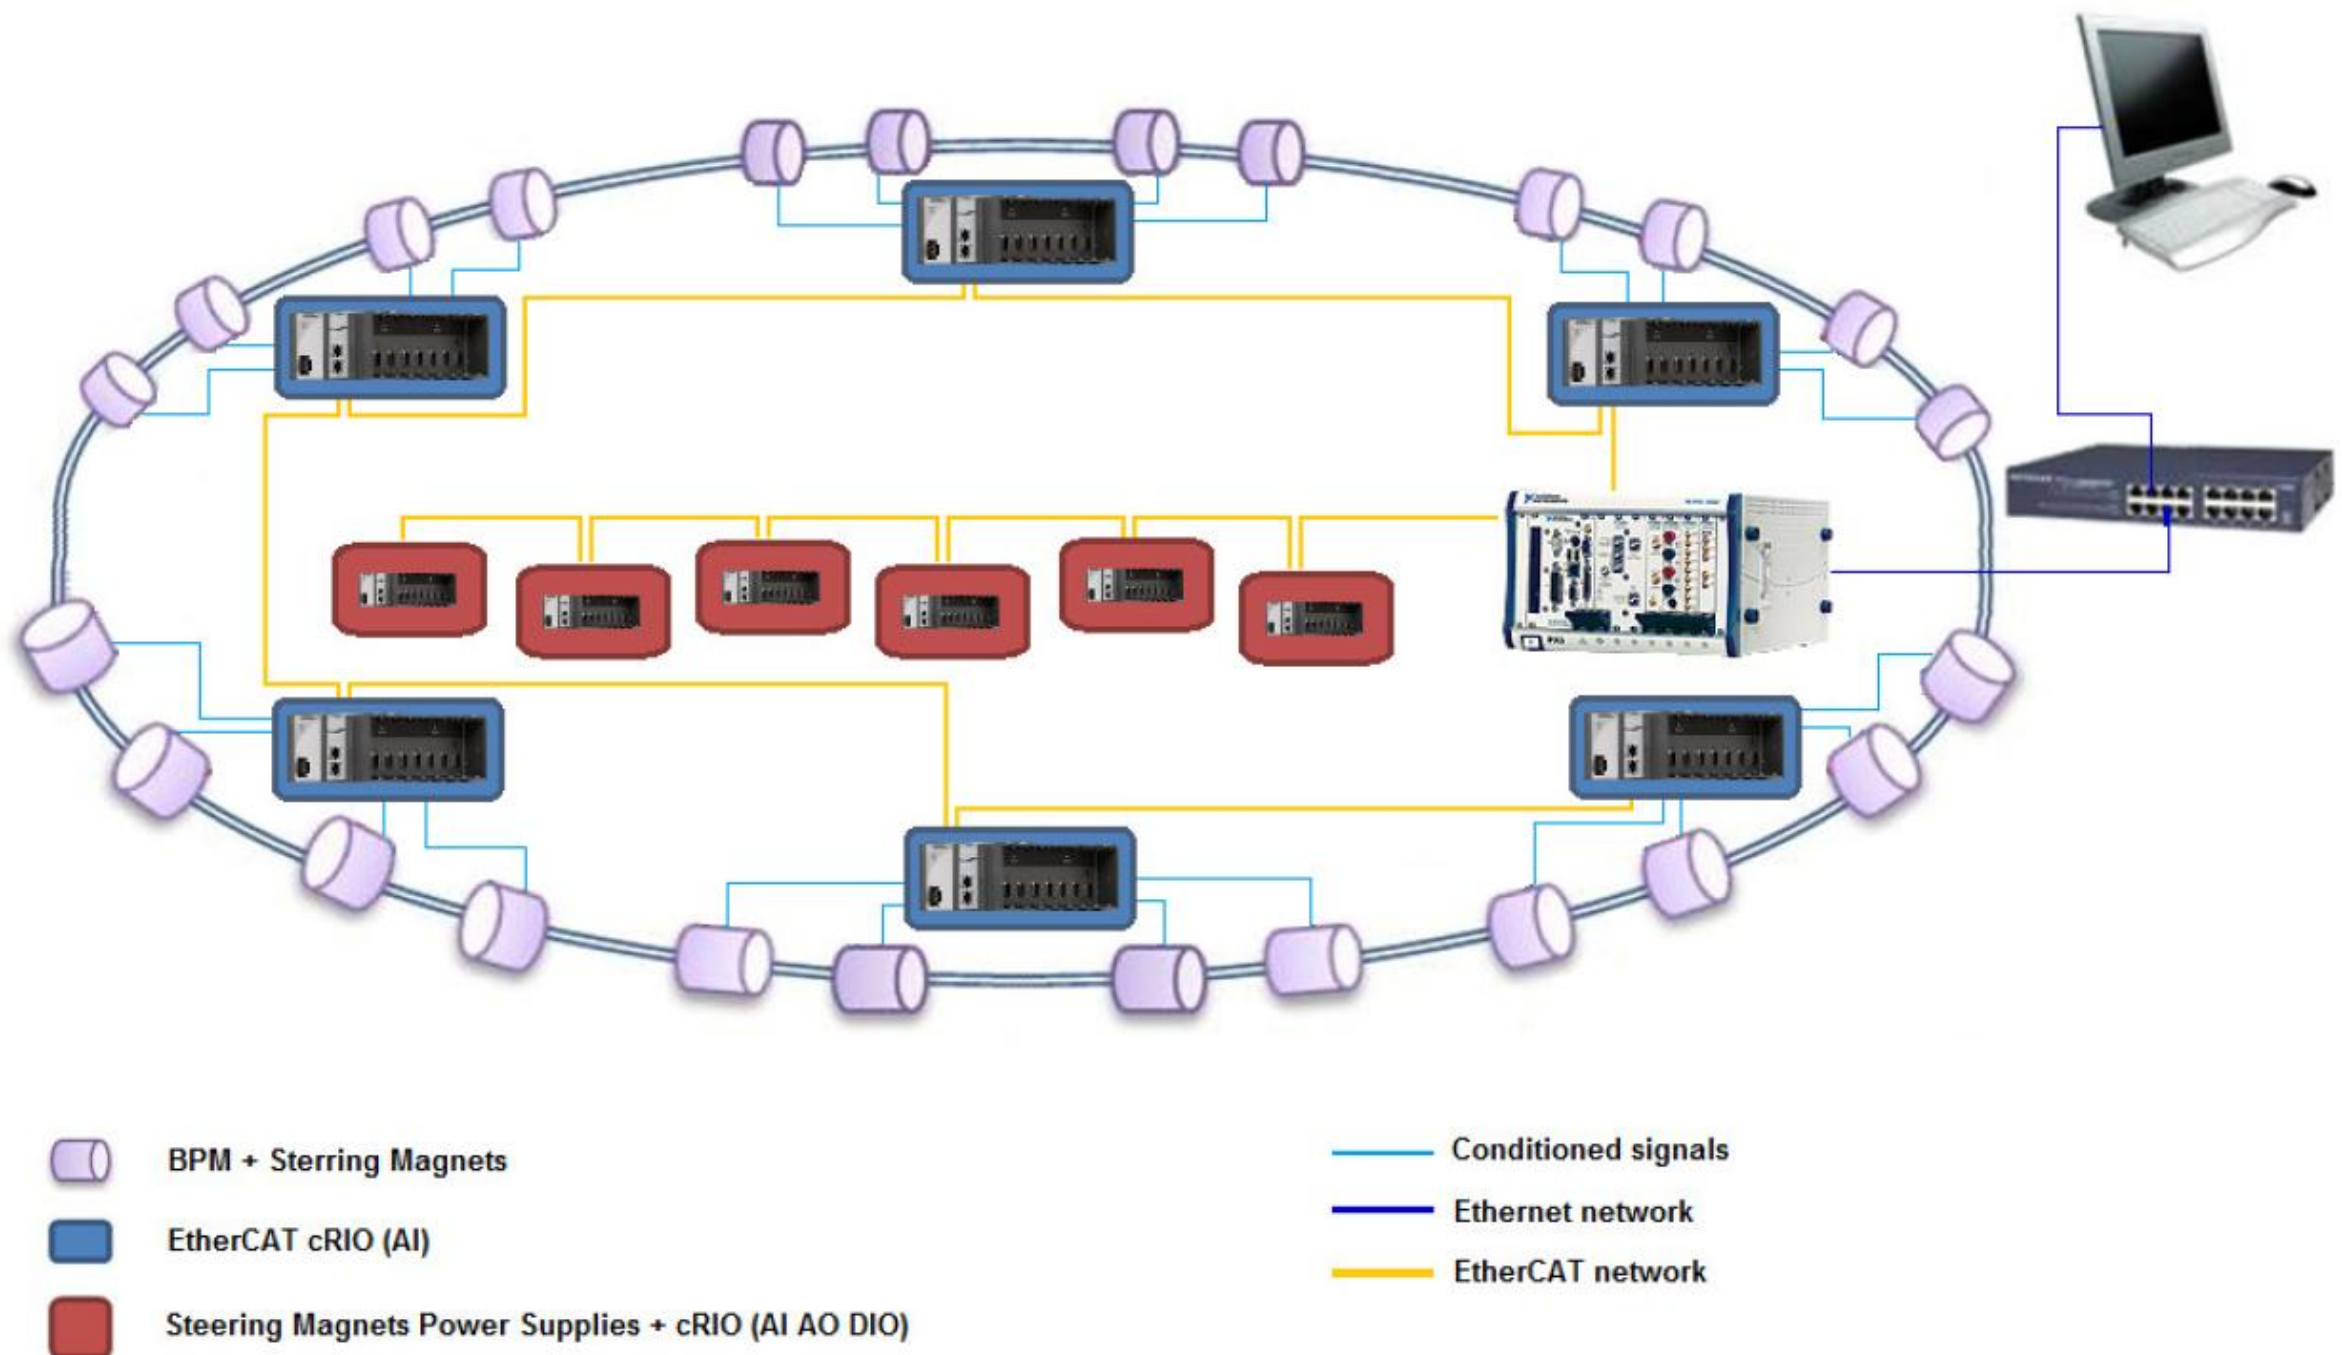 BPM + Sterring Magnets
EtherCAT cRIO (AI)
Steering Magnets Power Supplies + cRIO (AI AO DIO)
Conditioned signals
Ethernet network
EtherCAT network